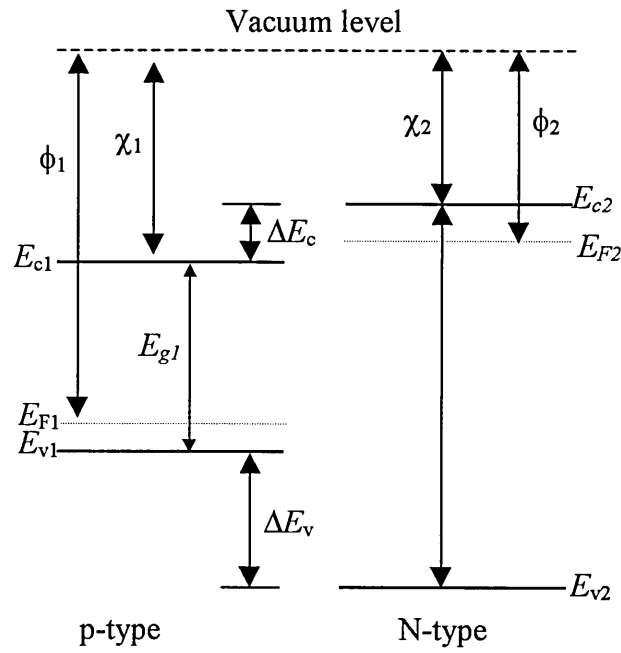 Vacuum level
χ1
χ2
ϕ2
ϕ1
Ec2
ΔEc
EF2
Ec1
Eg1
EF1
Ev1
ΔEv
Ev2
p-type
N-type